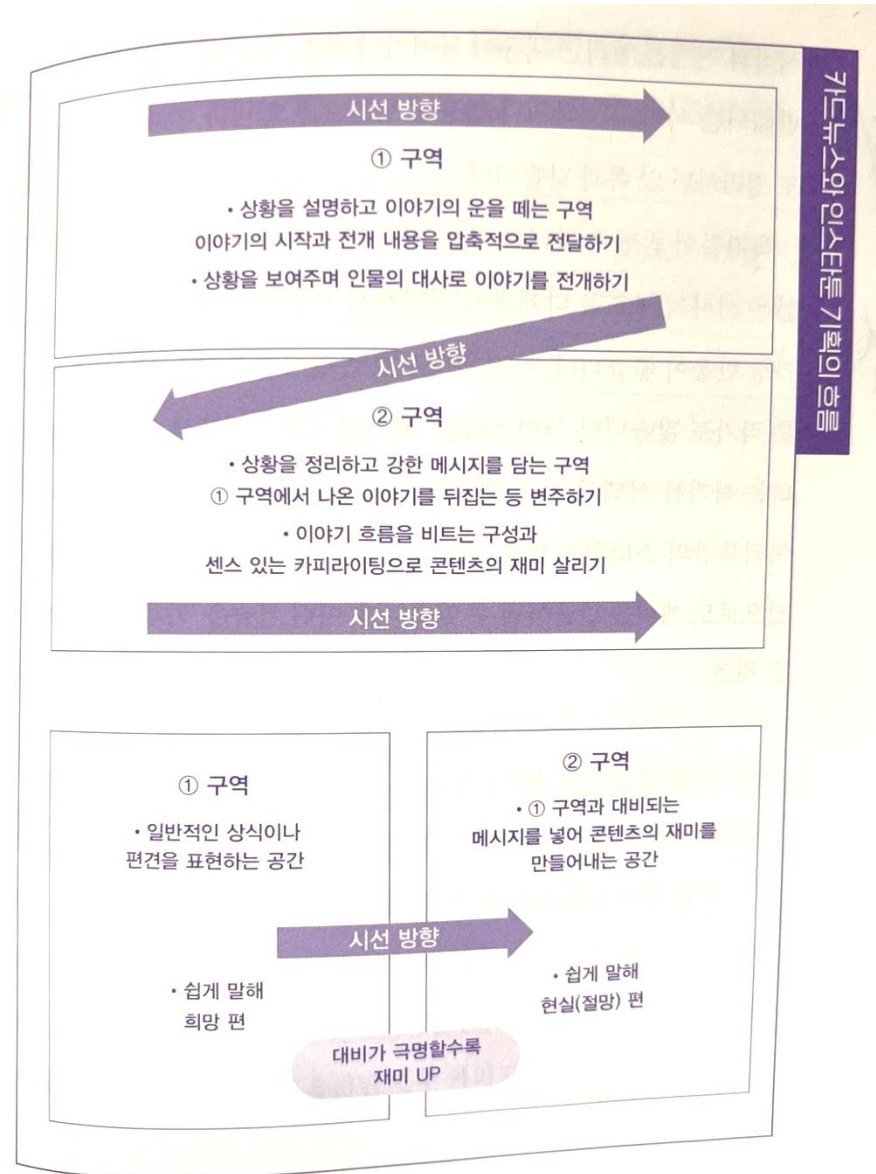 카드뉴스와 인스타툰 기획의 흐름
시선 방향
① 구역
• 상황을 설명하고 이야기의 운을 떼는 구역
이야기의 시작과 전개 내용을 압축적으로 전달하기
• 상황을 보여주며 인물의 대사로 이야기를 전개하기
시선 방향
② 구역
• 상황을 정리하고 강한 메시지를 담는 구역
① 구역에서 나온 이야기를 뒤집는 등 변주하기
• 이야기 흐름을 비트는 구성과
센스 있는 카피라이팅으로 콘텐츠의 재미 살리기
시선 방향
① 구역
• 일반적인 상식이나
편견을 표현하는 공간
• 쉽게 말해
희망 편
시선 방향
② 구역
• ① 구역과 대비되는
메시지를 넣어 콘텐츠의 재미를
만들어내는 공간
• 쉽게 말해
현실(절망) 편
대비가 극명할수록
재미 UP